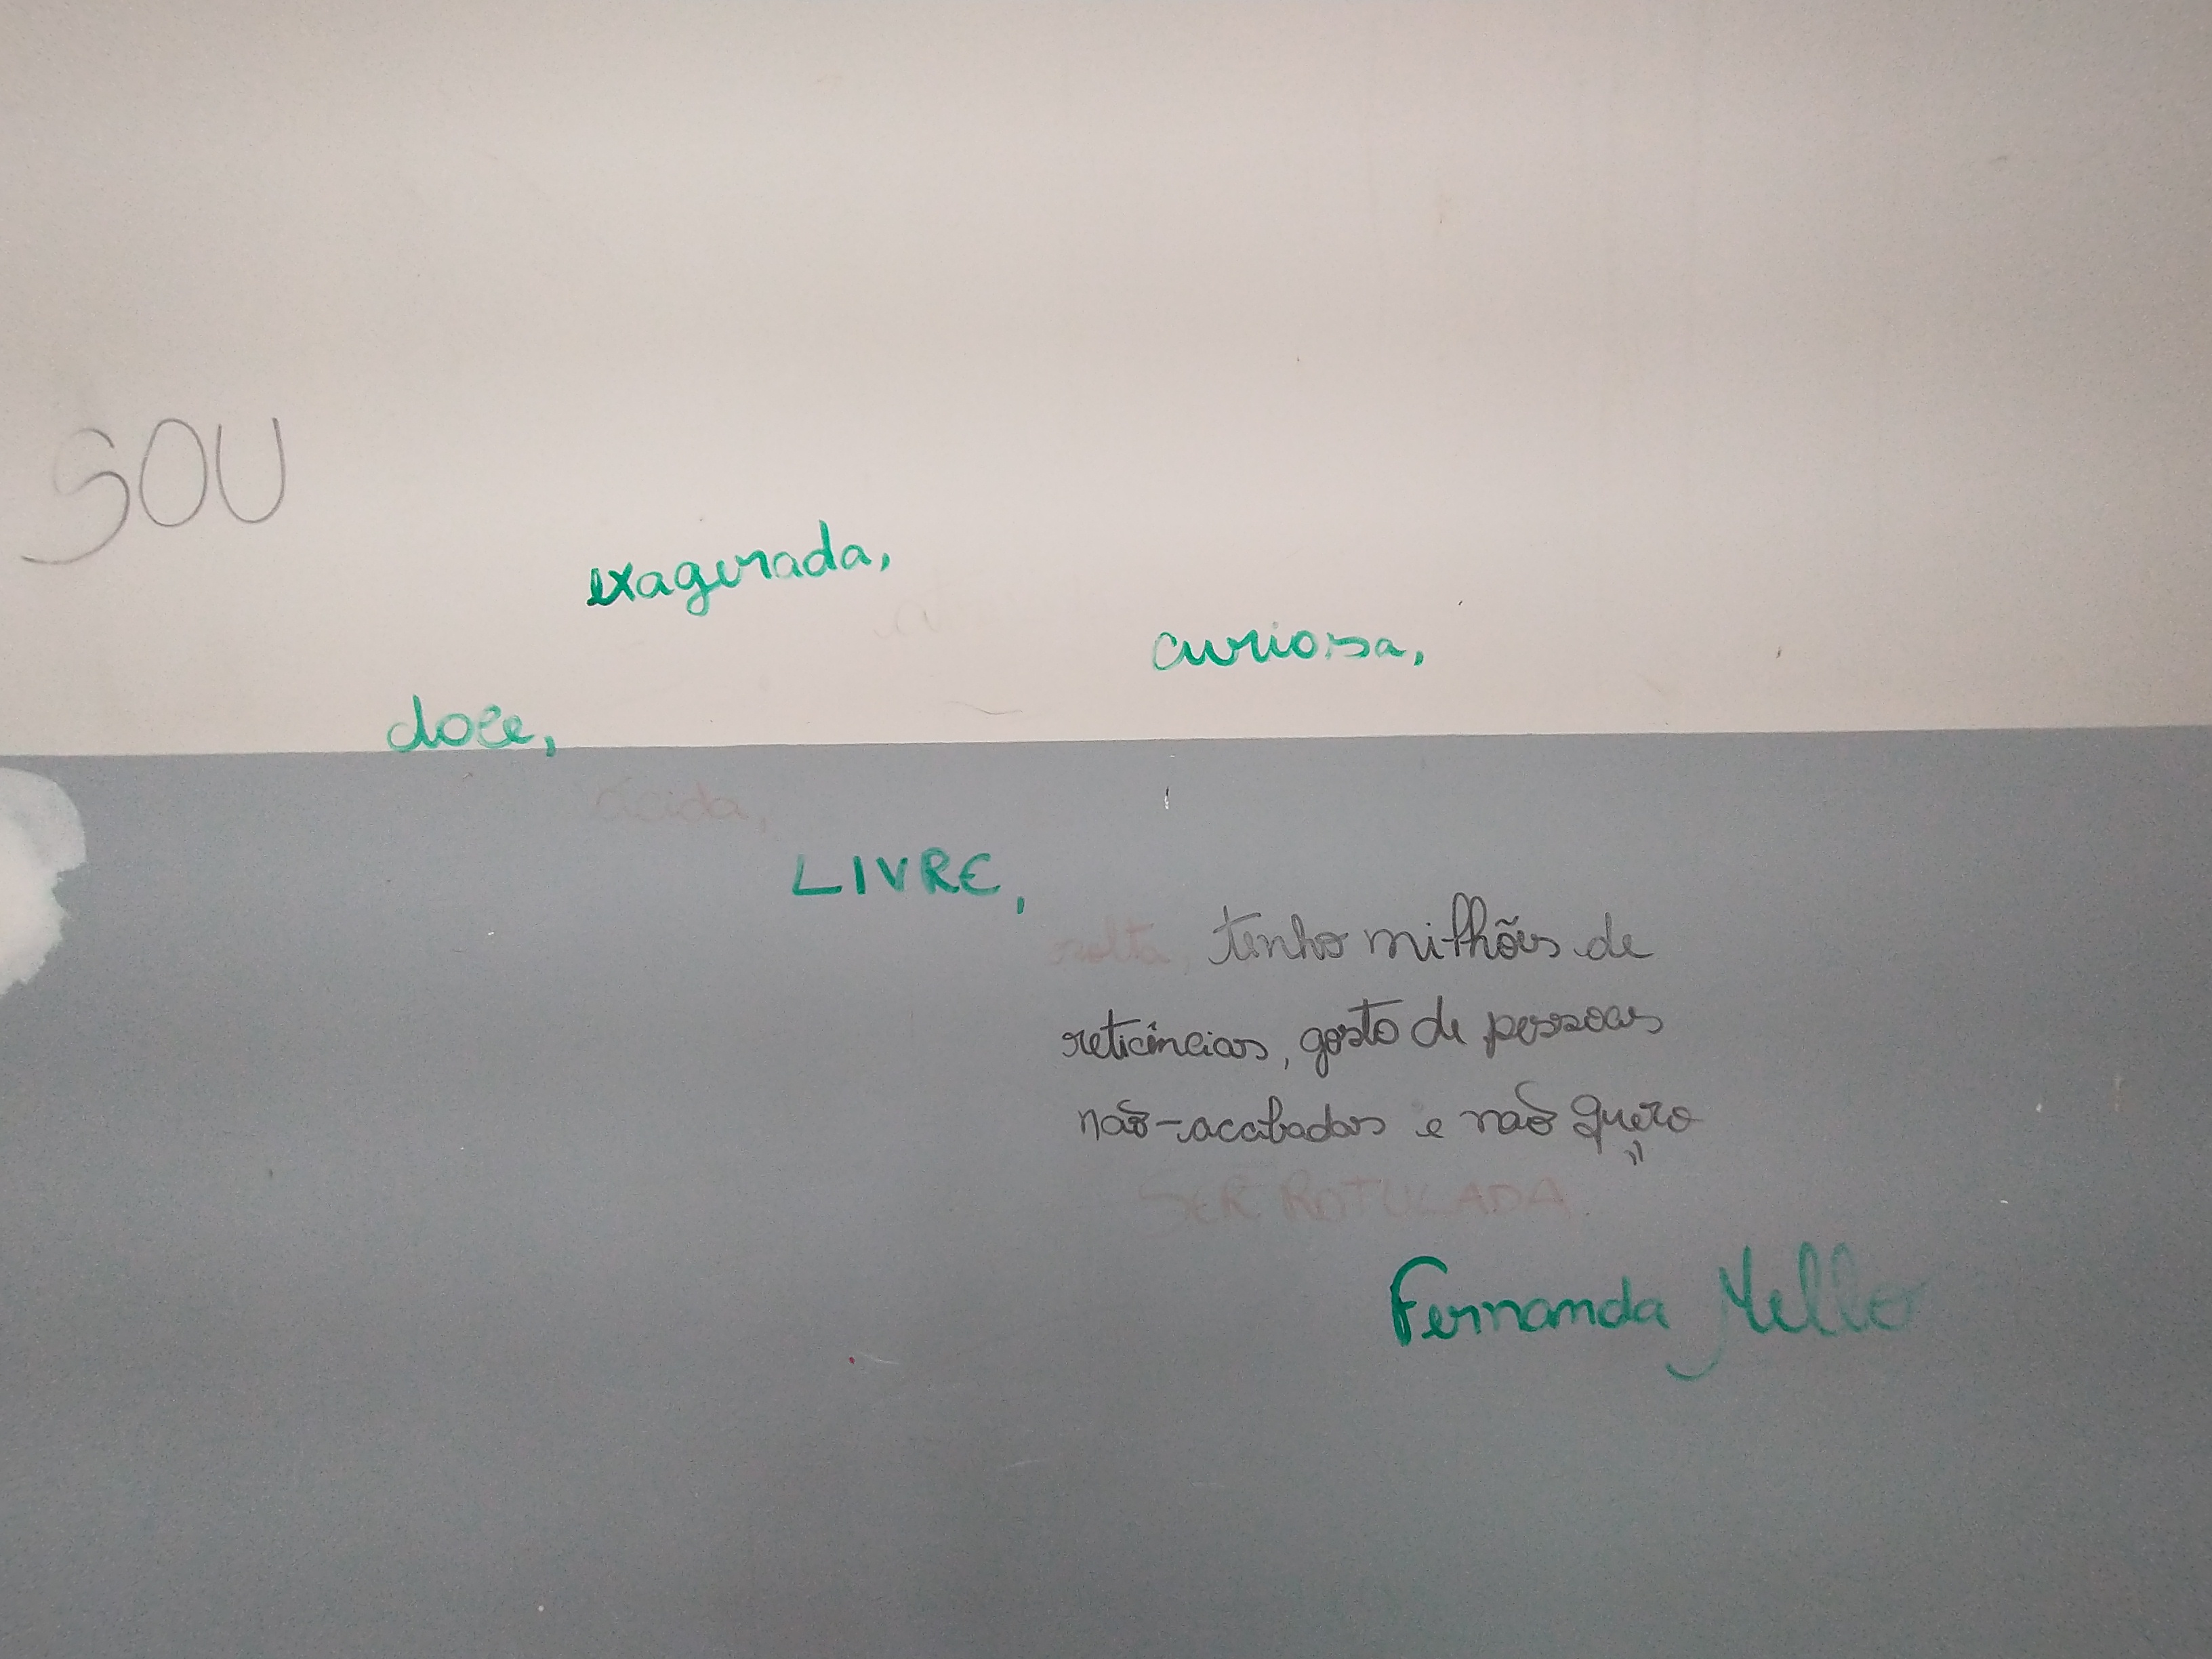 SOU
exagerada,
curiosa,
doce,
ácida,
LIVRE,
solta, tenho milhões de
reticências, gosto de pessoas
não-acabadas e não quero
SER ROTULADA
Fernanda Mello